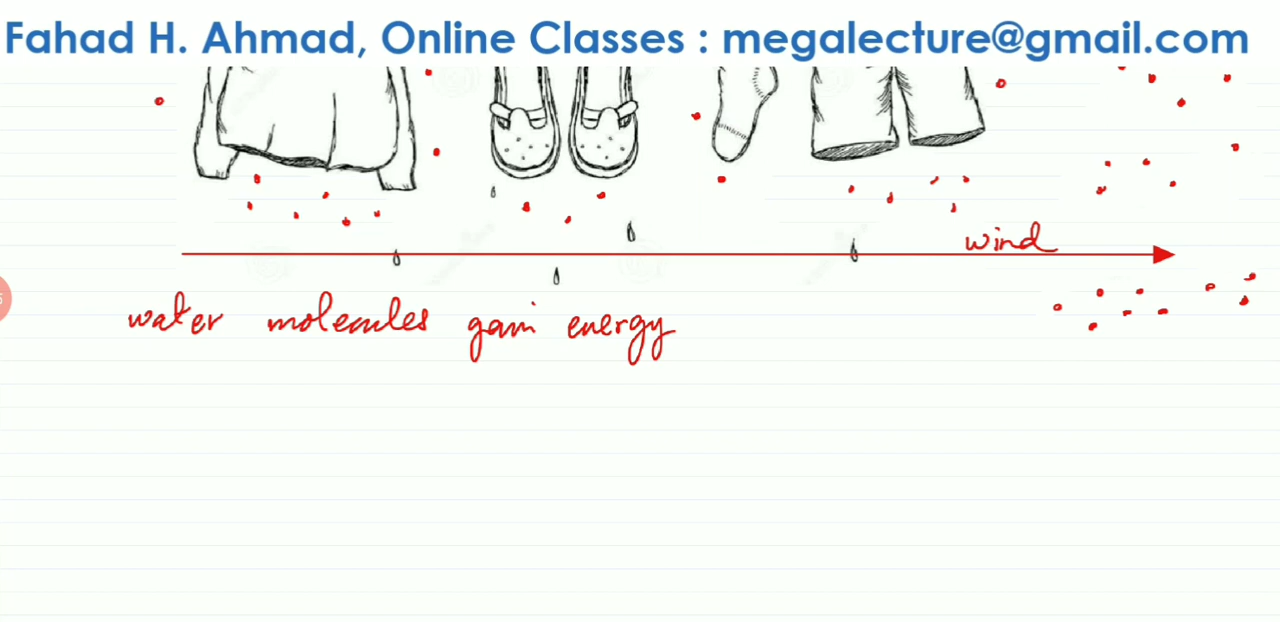 Fahad H. Ahmad, Online Classes : megalecture@gmail.com
wind
water molecules gain energy